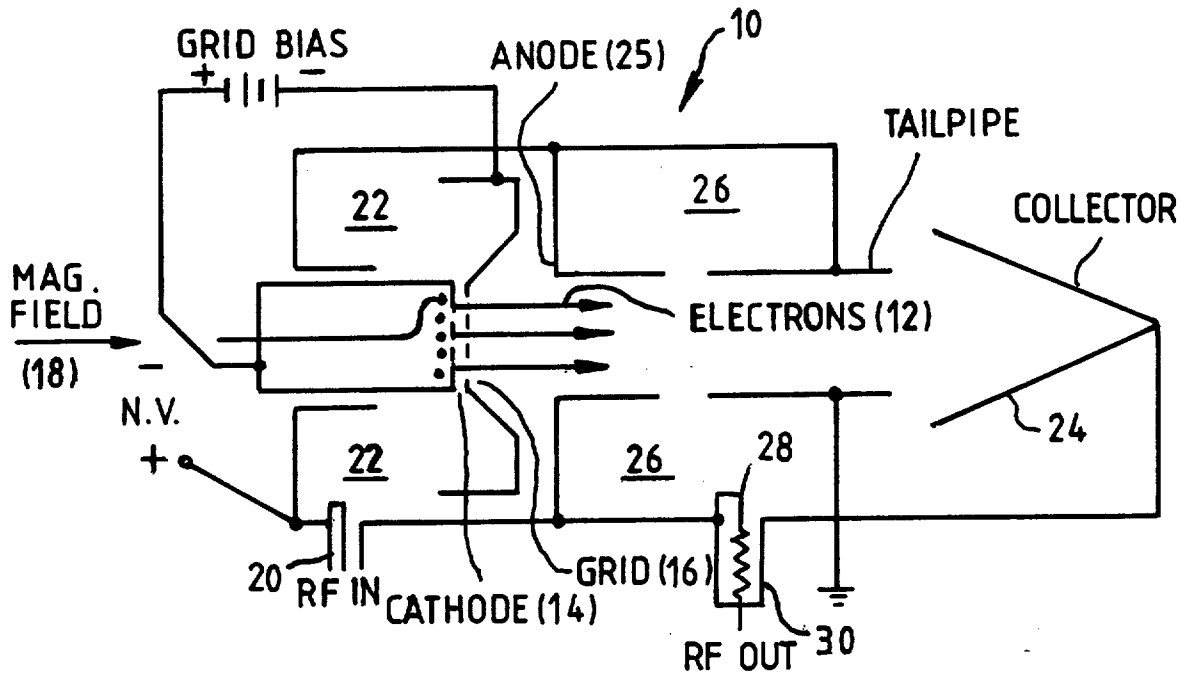 10
GRID BIAS
+ -
ANODE (25)
TAILPIPE
22
26
COLLECTOR
MAG.
FIELD
(18)
-
ELECTRONS (12)
N.V.
+
22
26
28
24
20
RF IN
CATHODE (14)
GRID (16)
30
RF OUT